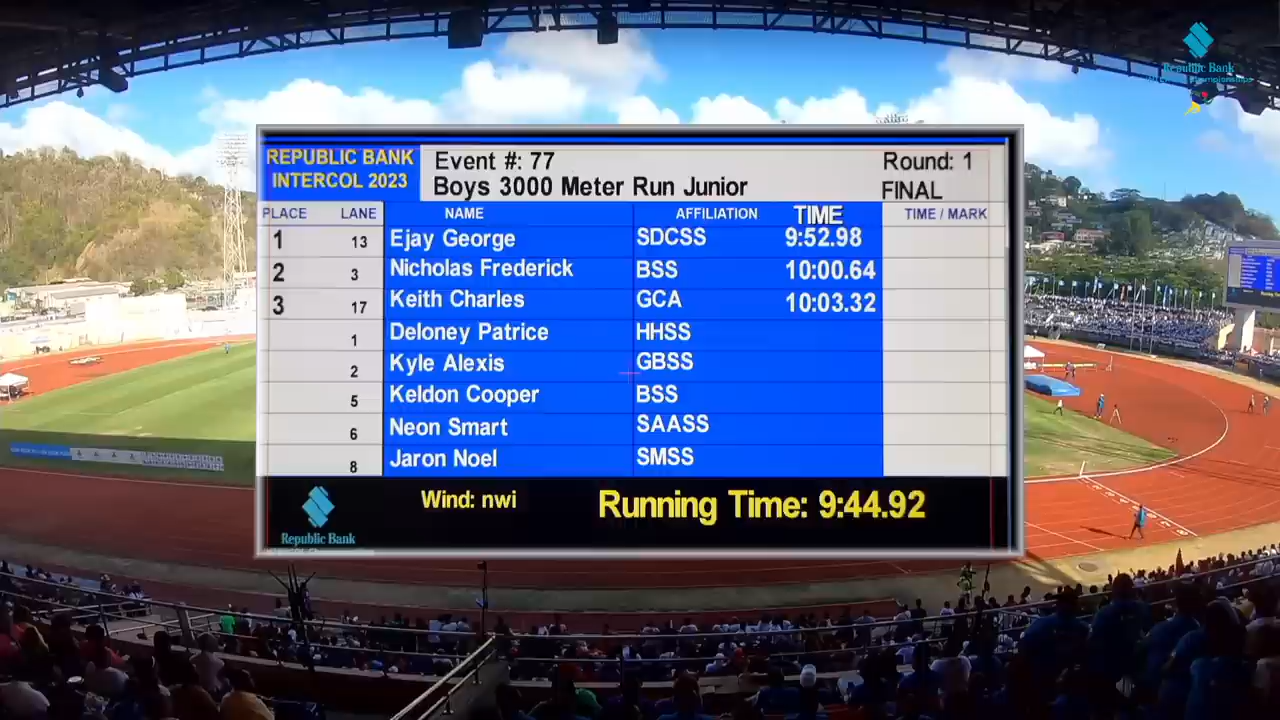 Republic Bank
REPUBLIC BANK
INTERCOL 2023
Event #: 77
Boys 3000 Meter Run Junior
Round: 1
FINAL
PLACE LANE NAME AFFILIATION TIME TIME / MARK
1 13 Ejay George SDCSS 9:52.98
2 3 Nicholas Frederick BSS 10:00.64
3 17 Keith Charles GCA 10:03.32
1 Deloney Patrice HHSS
2 Kyle Alexis GBSS
5 Keldon Cooper BSS
6 Neon Smart SAASS
8 Jaron Noel SMSS
Wind: nwi
Running Time: 9:44.92
Republic Bank